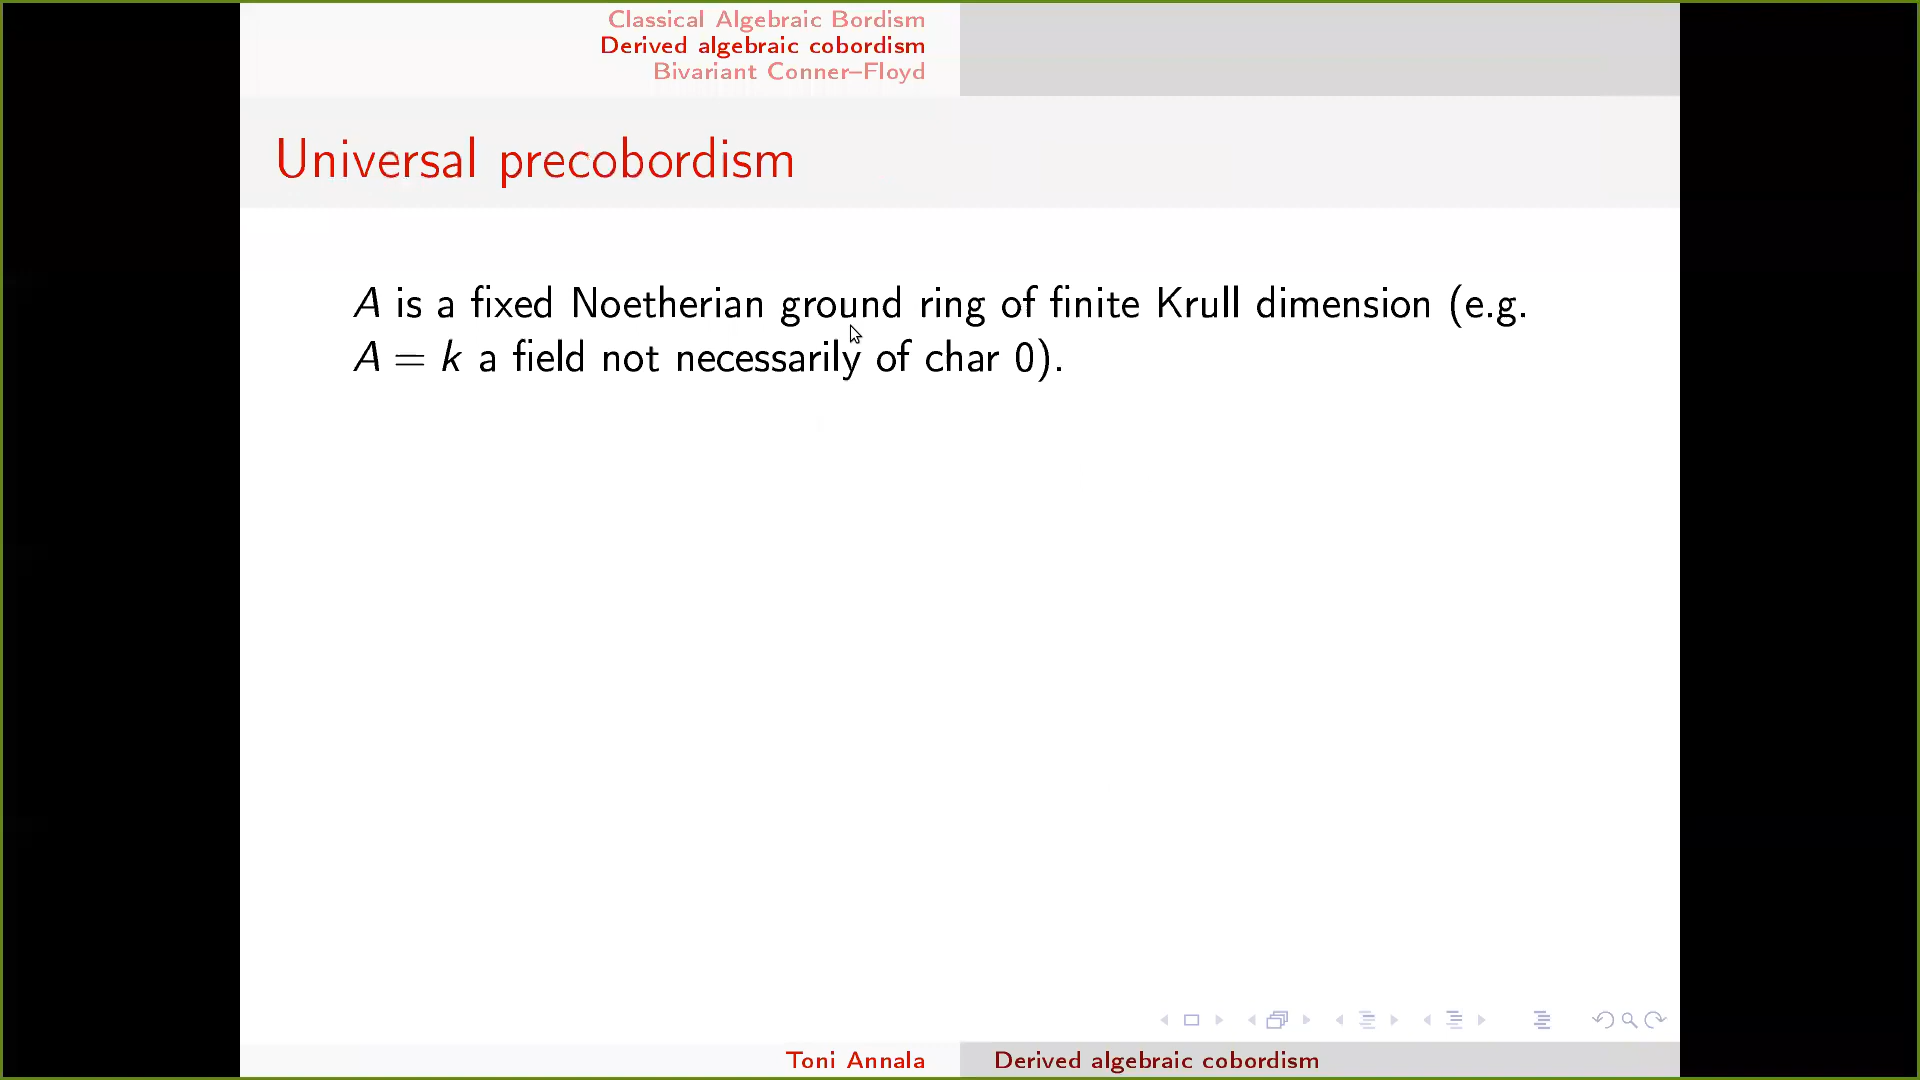 Classical Algebraic Bordism
Derived algebraic cobordism
Bivariant Conner–Floyd
Universal precobordism
A is a fixed Noetherian ground ring of finite Krull dimension (e.g.
A = k a field not necessarily of char 0).
Toni Annala
Derived algebraic cobordism